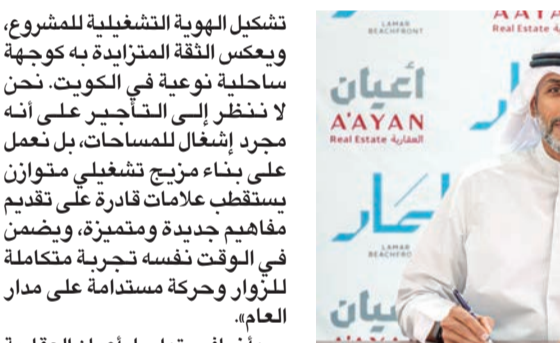 تشكيل الهوية التشغيلية للمشروع،
ويعكس الثقة المتزايدة به كوجهة
ساحلية نوعية في الكويت. نحن
لا ننظر إلى التأجير على أنه
مجرد إشغال للمساحات، بل نعمل
على بناء مزيج تشغيلي متوازن
يستقطب علامات قادرة على تقديم
مفاهيم جديدة ومتميزة، ويضمن
في الوقت نفسه تجربة متكاملة
للزوار وحركة مستدامة على مدار
العام».
LAMAR
BEACHFRONT
Real Estate
أعيان
A'AYAN
Real Estate العقارية
LAMAR
أعيان